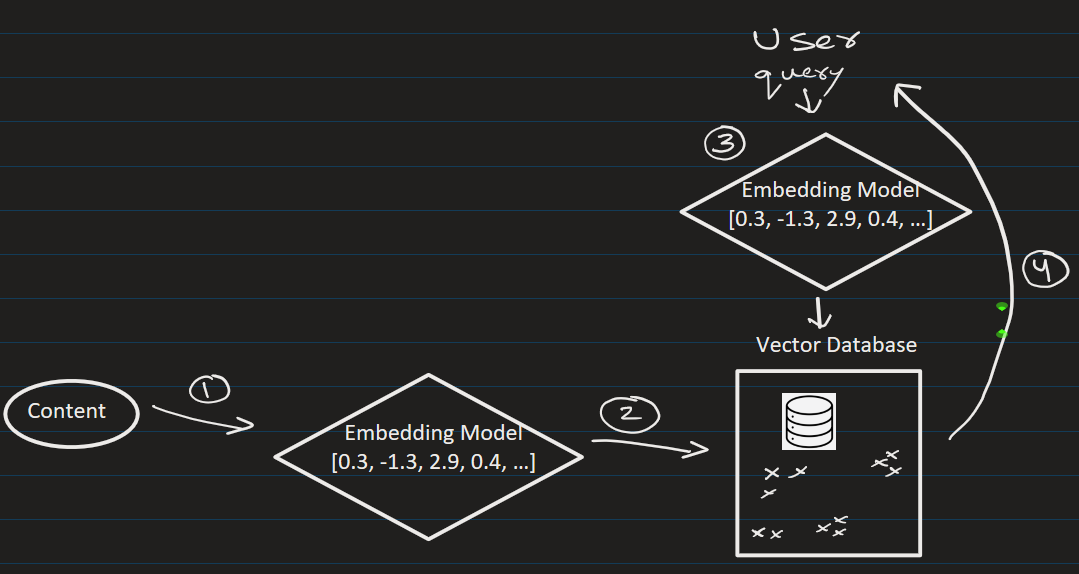 User
query
3
Embedding Model
[0.3, -1.3, 2.9, 0.4, ...]
4
Vector Database
1
Content
2
Embedding Model
[0.3, -1.3, 2.9, 0.4, ...]